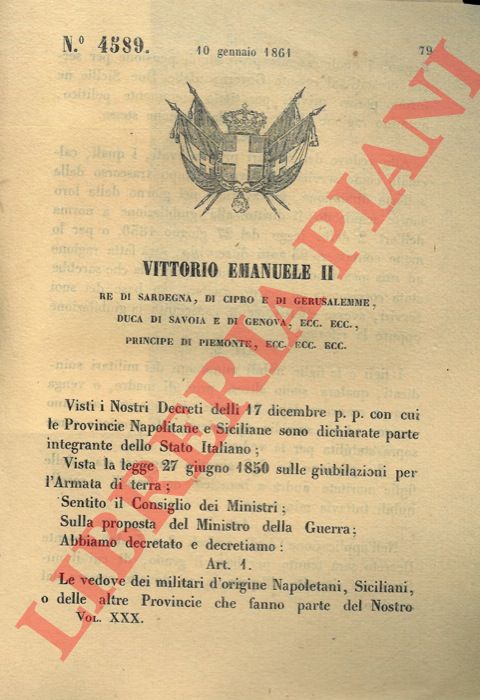 N.° 4589. 10 gennaio 1861 79
VITTORIO EMANUELE II
RE DI SARDEGNA, DI CIPRO E DI GERUSALEMME,
DUCA DI SAVOIA E DI GENOVA, ECC. ECC.,
PRINCIPE DI PIEMONTE, ECC. ECC. ECC.
Visti i Nostri Decreti delli 17 dicembre p. p. con cui
le Provincie Napolitane e Siciliane sono dichiarate parte
integrante dello Stato Italiano;
Vista la legge 27 giugno 1850 sulle giubilazioni per
l'Armata di terra;
Sentito il Consiglio dei Ministri;
Sulla proposta del Ministro della Guerra;
Abbiamo decretato e decretiamo:
Art. 1.
Le vedove dei militari d'origine Napoletani, Siciliani,
o delle altre Provincie che fanno parte del Nostro
VOL. XXX.
LIBRERIA PIANI